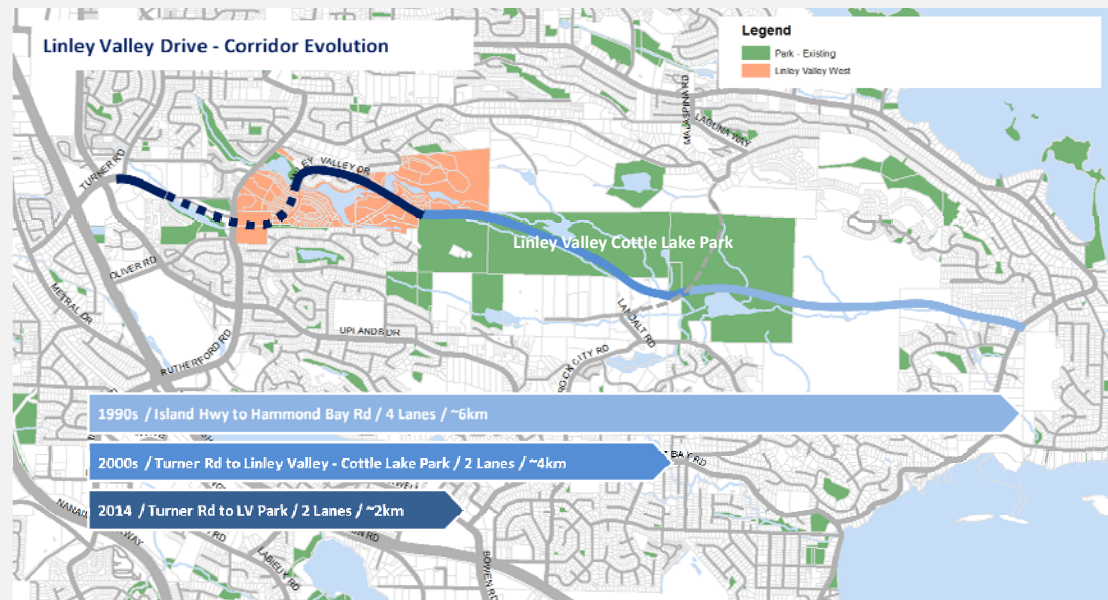 Linley Valley Drive - Corridor Evolution
Legend
Park - Existing
Linley Valley West
MALASPINA RD
LAGUNA WAY
TURNER RD
LEY VALLEY DR
Linley Valley Cottle Lake Park
OLIVER RD
METRAL DR
LANDALT RD
UPLANDS DR
RUTHERFORD RD
ROCK CITY RD
1990s / Island Hwy to Hammond Bay Rd / 4 Lanes / ~6km
2000s / Turner Rd to Linley Valley - Cottle Lake Park / 2 Lanes / ~4km
BAY RD
2014 / Turner Rd to LV Park / 2 Lanes / ~2km
LABIEUX RD
BOWEN RD